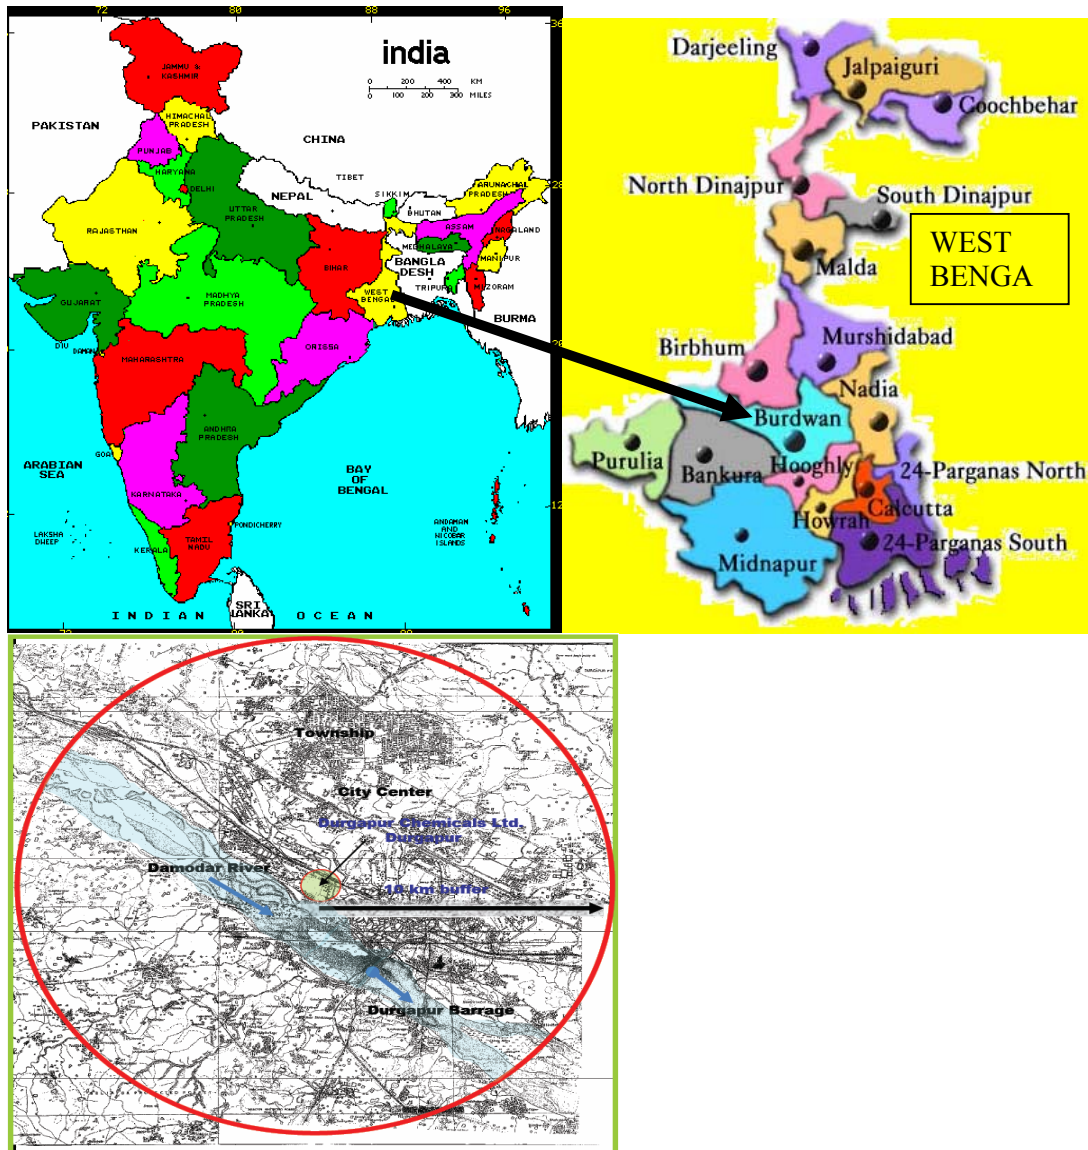 72
80
88
96
36
india
0 200 400 KM
0 100 200 300 MILES
JAMMU &
KASHMIR
PAKISTAN
HIMACHAL
PRADESH
CHINA
PUNJAB
HARYANA
TIBET
DELHI
NEPAL
SIKKIM
ARUNACHAL
PRADESH
28
RAJASTHAN
UTTAR
PRADESH
BHUTAN
ASSAM
NAGALAND
MEGHALAYA
BIHAR
BANGLA
DESH
MANIPUR
GUJARAT
MADHYA
PRADESH
WEST
BENGAL
TRIPURA
MIZORAM
BURMA
DIU
DAMAN
ORISSA
MAHARASHTRA
ANDHRA
PRADESH
GOA
ARABIAN
SEA
BAY
OF
BENGAL
KARNATAKA
12
LAKSHA
DWEEP
PONDICHERRY
ANDAMAN
AND
NICOBAR
ISLANDS
KERALA
TAMIL
NADU
SRI
LANKA
INDIAN OCEAN
Darjeeling
Jalpaiguri
Coochbehar
North Dinajpur
South Dinajpur
WEST
BENGA
Malda
Murshidabad
Birbhum
Nadia
Burdwan
Purulia
Bankura
Hooghly
24-Parganas North
Calcutta
Howrah
24-Parganas South
Midnapur
Township
City Center
Durgapur Chemicals Ltd.
Durgapur
Damodar River
10 km buffer
Durgapur Barrage